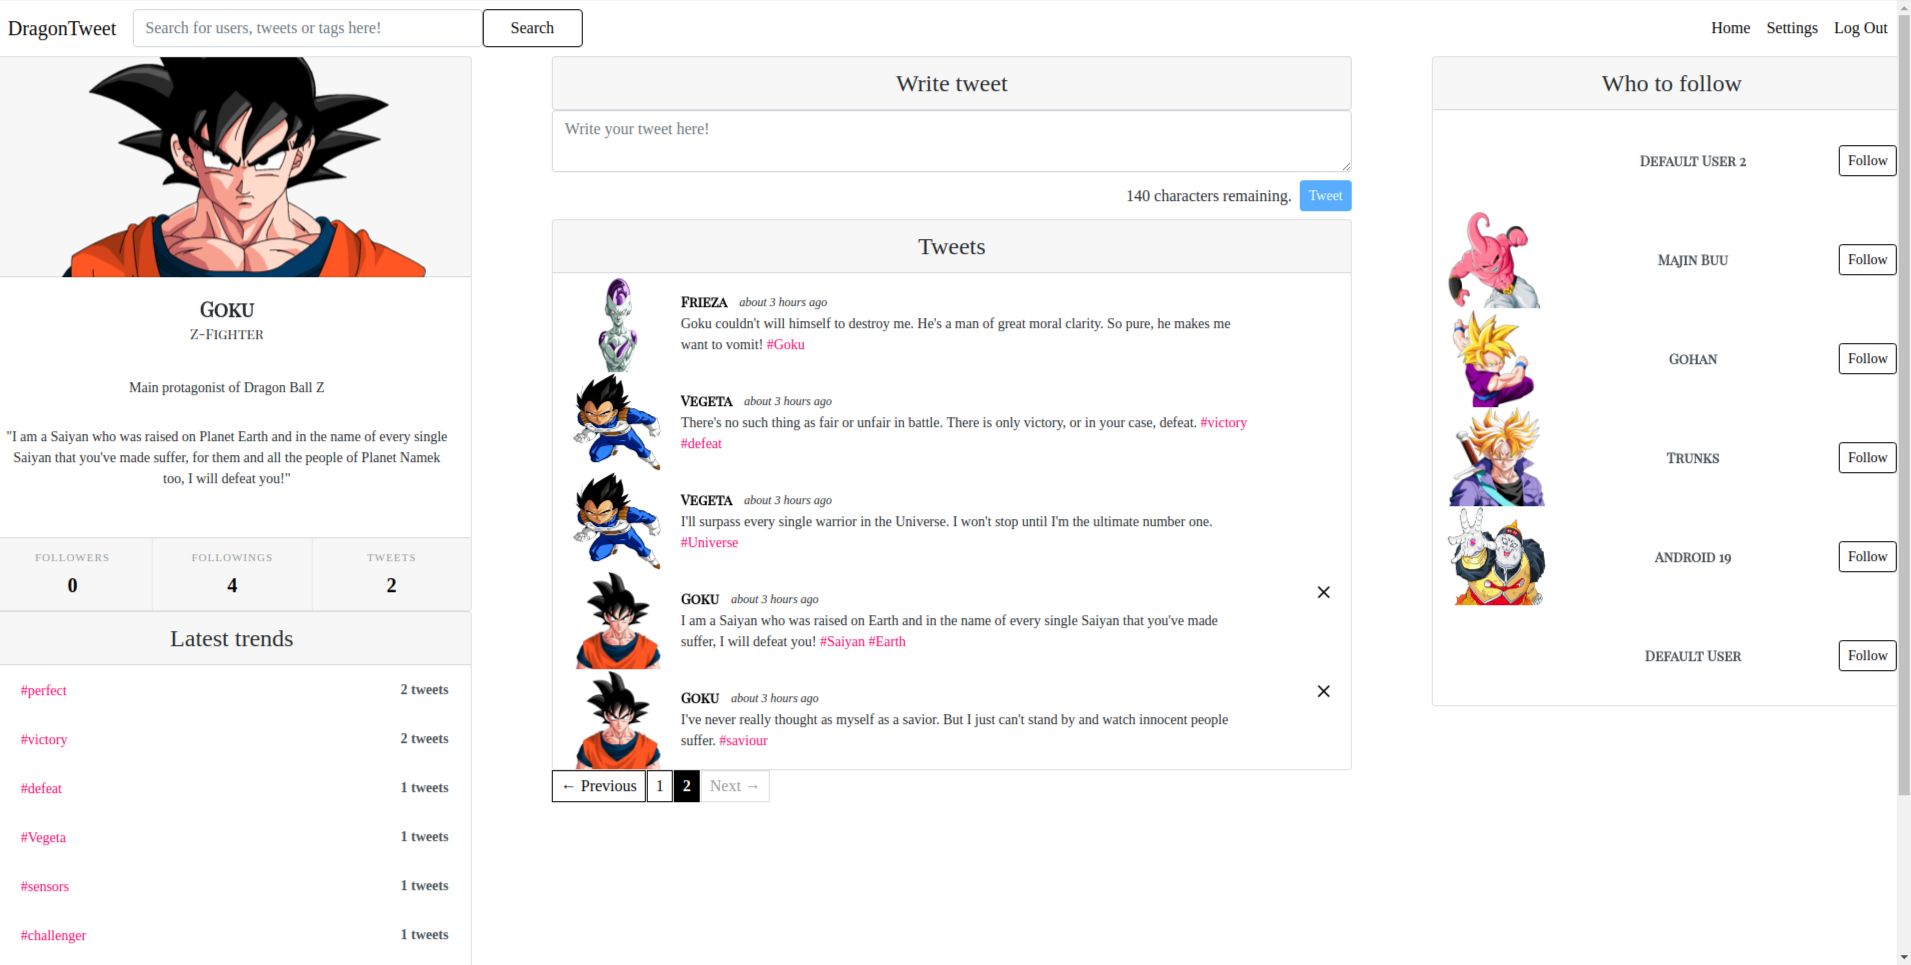 DragonTweet
Search for users, tweets or tags here!
Search
Home
Settings
Log Out
Goku
Z-Fighter
Main protagonist of Dragon Ball Z
"I am a Saiyan who was raised on Planet Earth and in the name of every single
Saiyan that you've made suffer, for them and all the people of Planet Namek
too, I will defeat you!"
FOLLOWERS
0
FOLLOWINGS
4
TWEETS
2
Latest trends
#perfect 2 tweets
#victory 2 tweets
#defeat 1 tweets
#Vegeta 1 tweets
#sensors 1 tweets
#challenger 1 tweets
Write tweet
Write your tweet here!
140 characters remaining.
Tweet
Tweets
Frieza about 3 hours ago
Goku couldn't will himself to destroy me. He's a man of great moral clarity. So pure, he makes me
want to vomit! #Goku
Vegeta about 3 hours ago
There's no such thing as fair or unfair in battle. There is only victory, or in your case, defeat. #victory
#defeat
Vegeta about 3 hours ago
I'll surpass every single warrior in the Universe. I won't stop until I'm the ultimate number one.
#Universe
Goku about 3 hours ago
I am a Saiyan who was raised on Earth and in the name of every single Saiyan that you've made
suffer, I will defeat you! #Saiyan #Earth
Goku about 3 hours ago
I've never really thought as myself as a savior. But I just can't stand by and watch innocent people
suffer. #saviour
← Previous 1 2 Next →
Who to follow
Default User 2 Follow
Majin Buu Follow
Gohan Follow
Trunks Follow
Android 19 Follow
Default User Follow